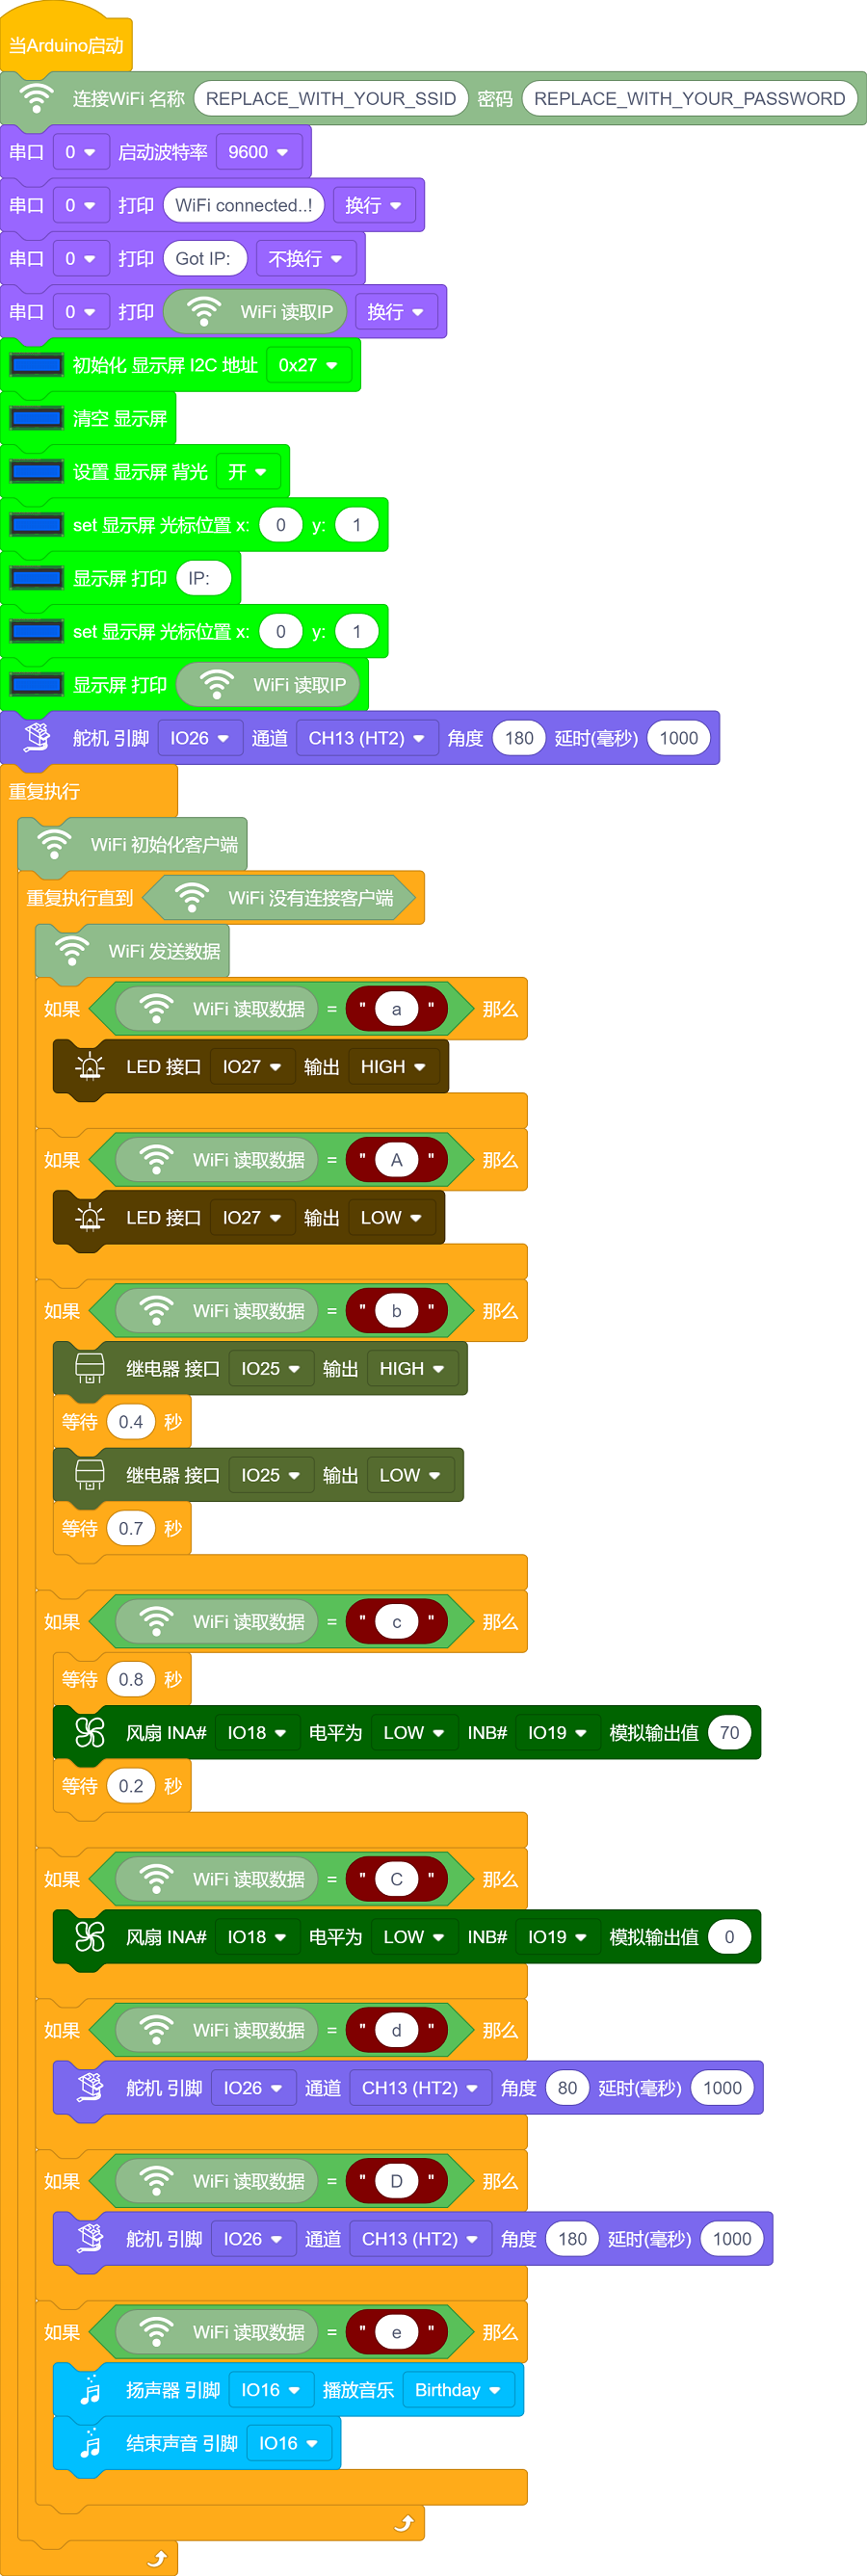 当Arduino启动
连接WiFi 名称 REPLACE_WITH_YOUR_SSID 密码 REPLACE_WITH_YOUR_PASSWORD
串口 0 启动波特率 9600
串口 0 打印 WiFi connected..! 换行
串口 0 打印 Got IP: 不换行
串口 0 打印 WiFi 读取IP 换行
初始化 显示屏 I2C 地址 0x27
清空 显示屏
设置 显示屏 背光 开
set 显示屏 光标位置 x: 0 y: 1
显示屏 打印 IP:
set 显示屏 光标位置 x: 0 y: 1
显示屏 打印 WiFi 读取IP
舵机 引脚 IO26 通道 CH13 (HT2) 角度 180 延时(毫秒) 1000
重复执行
WiFi 初始化客户端
重复执行直到 WiFi 没有连接客户端
WiFi 发送数据
如果 WiFi 读取数据 = " a " 那么
LED 接口 IO27 输出 HIGH
如果 WiFi 读取数据 = " A " 那么
LED 接口 IO27 输出 LOW
如果 WiFi 读取数据 = " b " 那么
继电器 接口 IO25 输出 HIGH
等待 0.4 秒
继电器 接口 IO25 输出 LOW
等待 0.7 秒
如果 WiFi 读取数据 = " c " 那么
等待 0.8 秒
风扇 INA# IO18 电平为 LOW INB# IO19 模拟输出值 70
等待 0.2 秒
如果 WiFi 读取数据 = " C " 那么
风扇 INA# IO18 电平为 LOW INB# IO19 模拟输出值 0
如果 WiFi 读取数据 = " d " 那么
舵机 引脚 IO26 通道 CH13 (HT2) 角度 80 延时(毫秒) 1000
如果 WiFi 读取数据 = " D " 那么
舵机 引脚 IO26 通道 CH13 (HT2) 角度 180 延时(毫秒) 1000
如果 WiFi 读取数据 = " e " 那么
扬声器 引脚 IO16 播放音乐 Birthday
结束声音 引脚 IO16